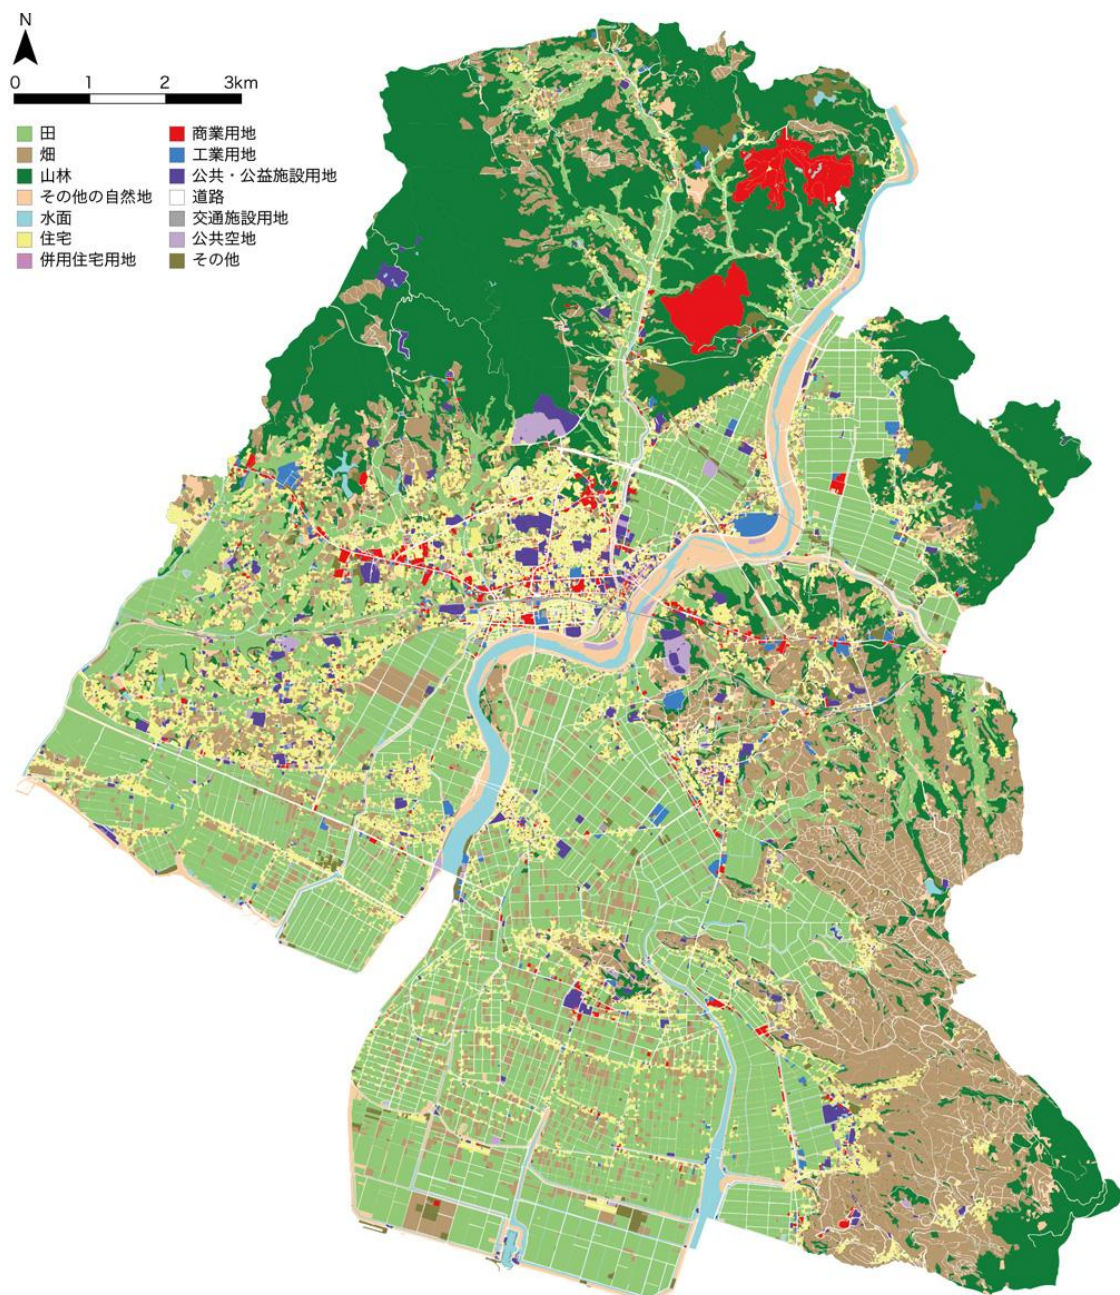 N
0 1 2 3km
田
畑
山林
その他の自然地
水面
住宅
併用住宅用地
商業用地
工業用地
公共・公益施設用地
道路
交通施設用地
公共空地
その他